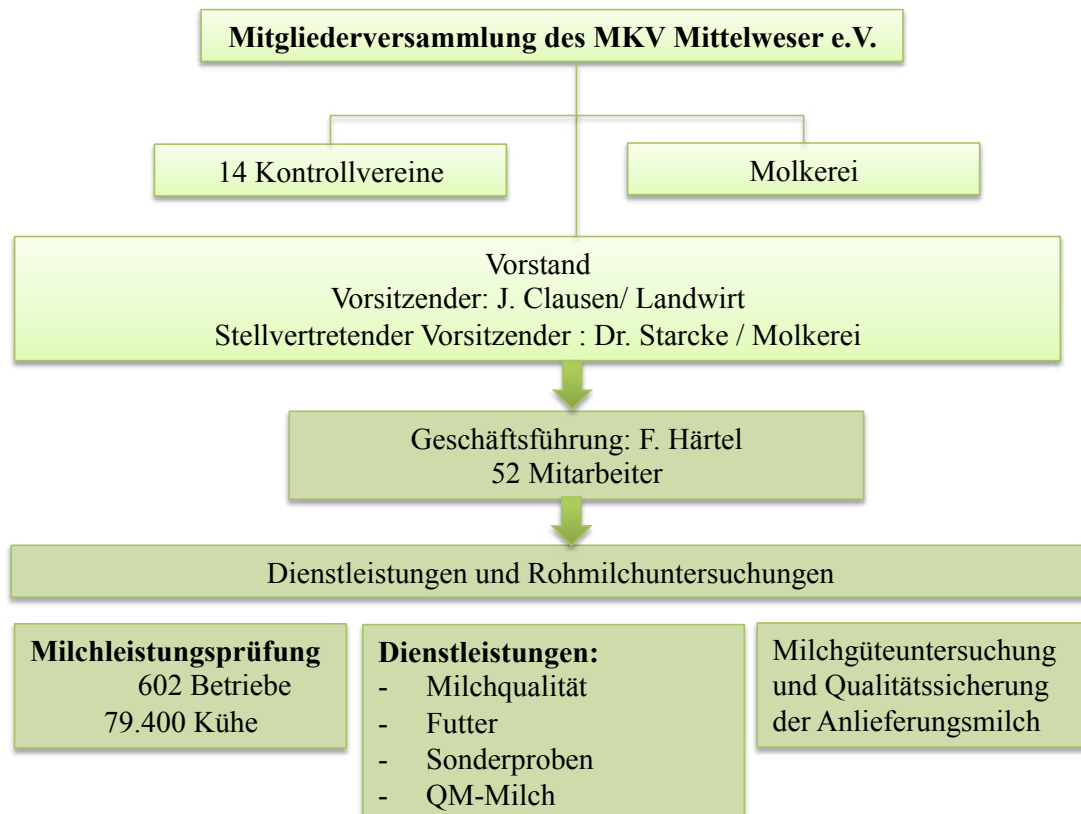 Mitgliederversammlung des MKV Mittelweser e.V.
14 Kontrollvereine
Molkerei
Vorstand
Vorsitzender: J. Clausen/ Landwirt
Stellvertretender Vorsitzender : Dr. Starcke / Molkerei
Geschäftsführung: F. Härtel
52 Mitarbeiter
Dienstleistungen und Rohmilchuntersuchungen
Milchleistungsprüfung
602 Betriebe
79.400 Kühe
Dienstleistungen:
- Milchqualität
- Futter
- Sonderproben
- QM-Milch
Milchgüteuntersuchung
und Qualitätssicherung
der Anlieferungsmilch